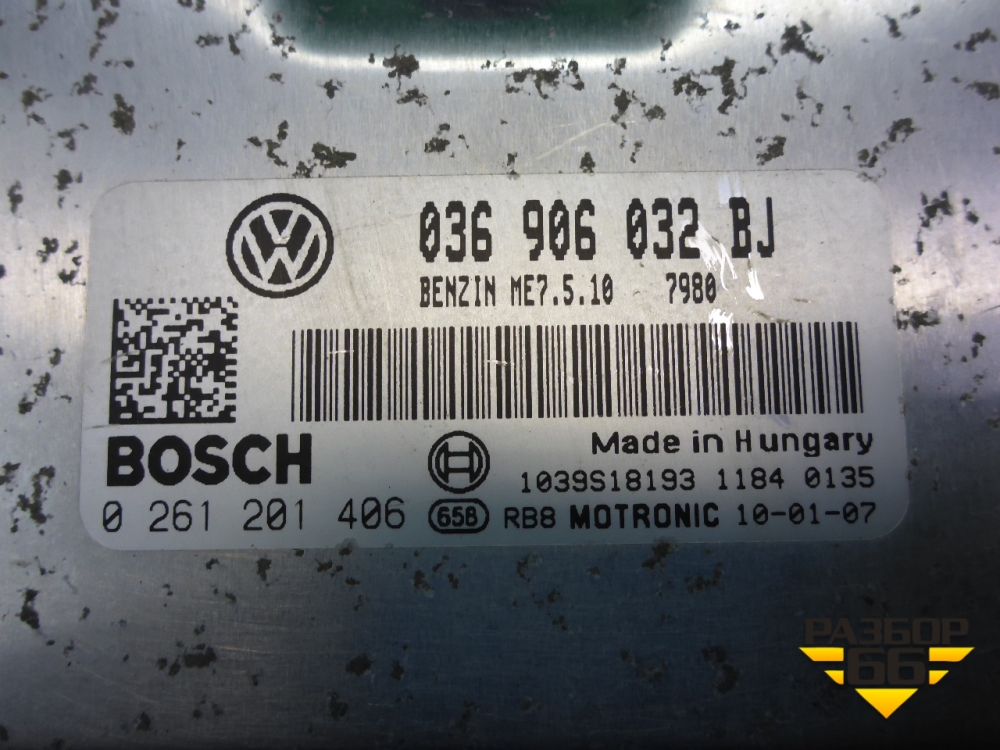 036 906 032 BJ
BENZIN ME7.5.10 7980
BOSCH
Made in Hungary
1039S18193 1184 0135
0 261 201 406 658 RB8 MOTRONIC 10-01-07
РАЗБОР
66